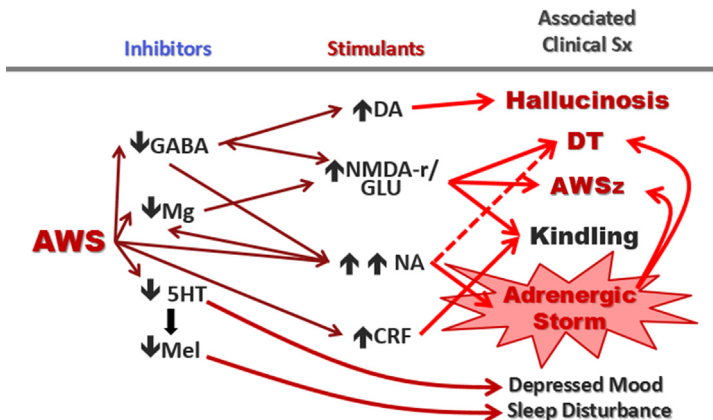 Associated
Clinical Sx
Inhibitors
Stimulants
DA
Hallucinosis
GABA
DT
NMDA-r/
GLU
AWSz
Mg
AWS
Kindling
NA
5HT
Adrenergic
Storm
CRF
Mel
Depressed Mood
Sleep Disturbance